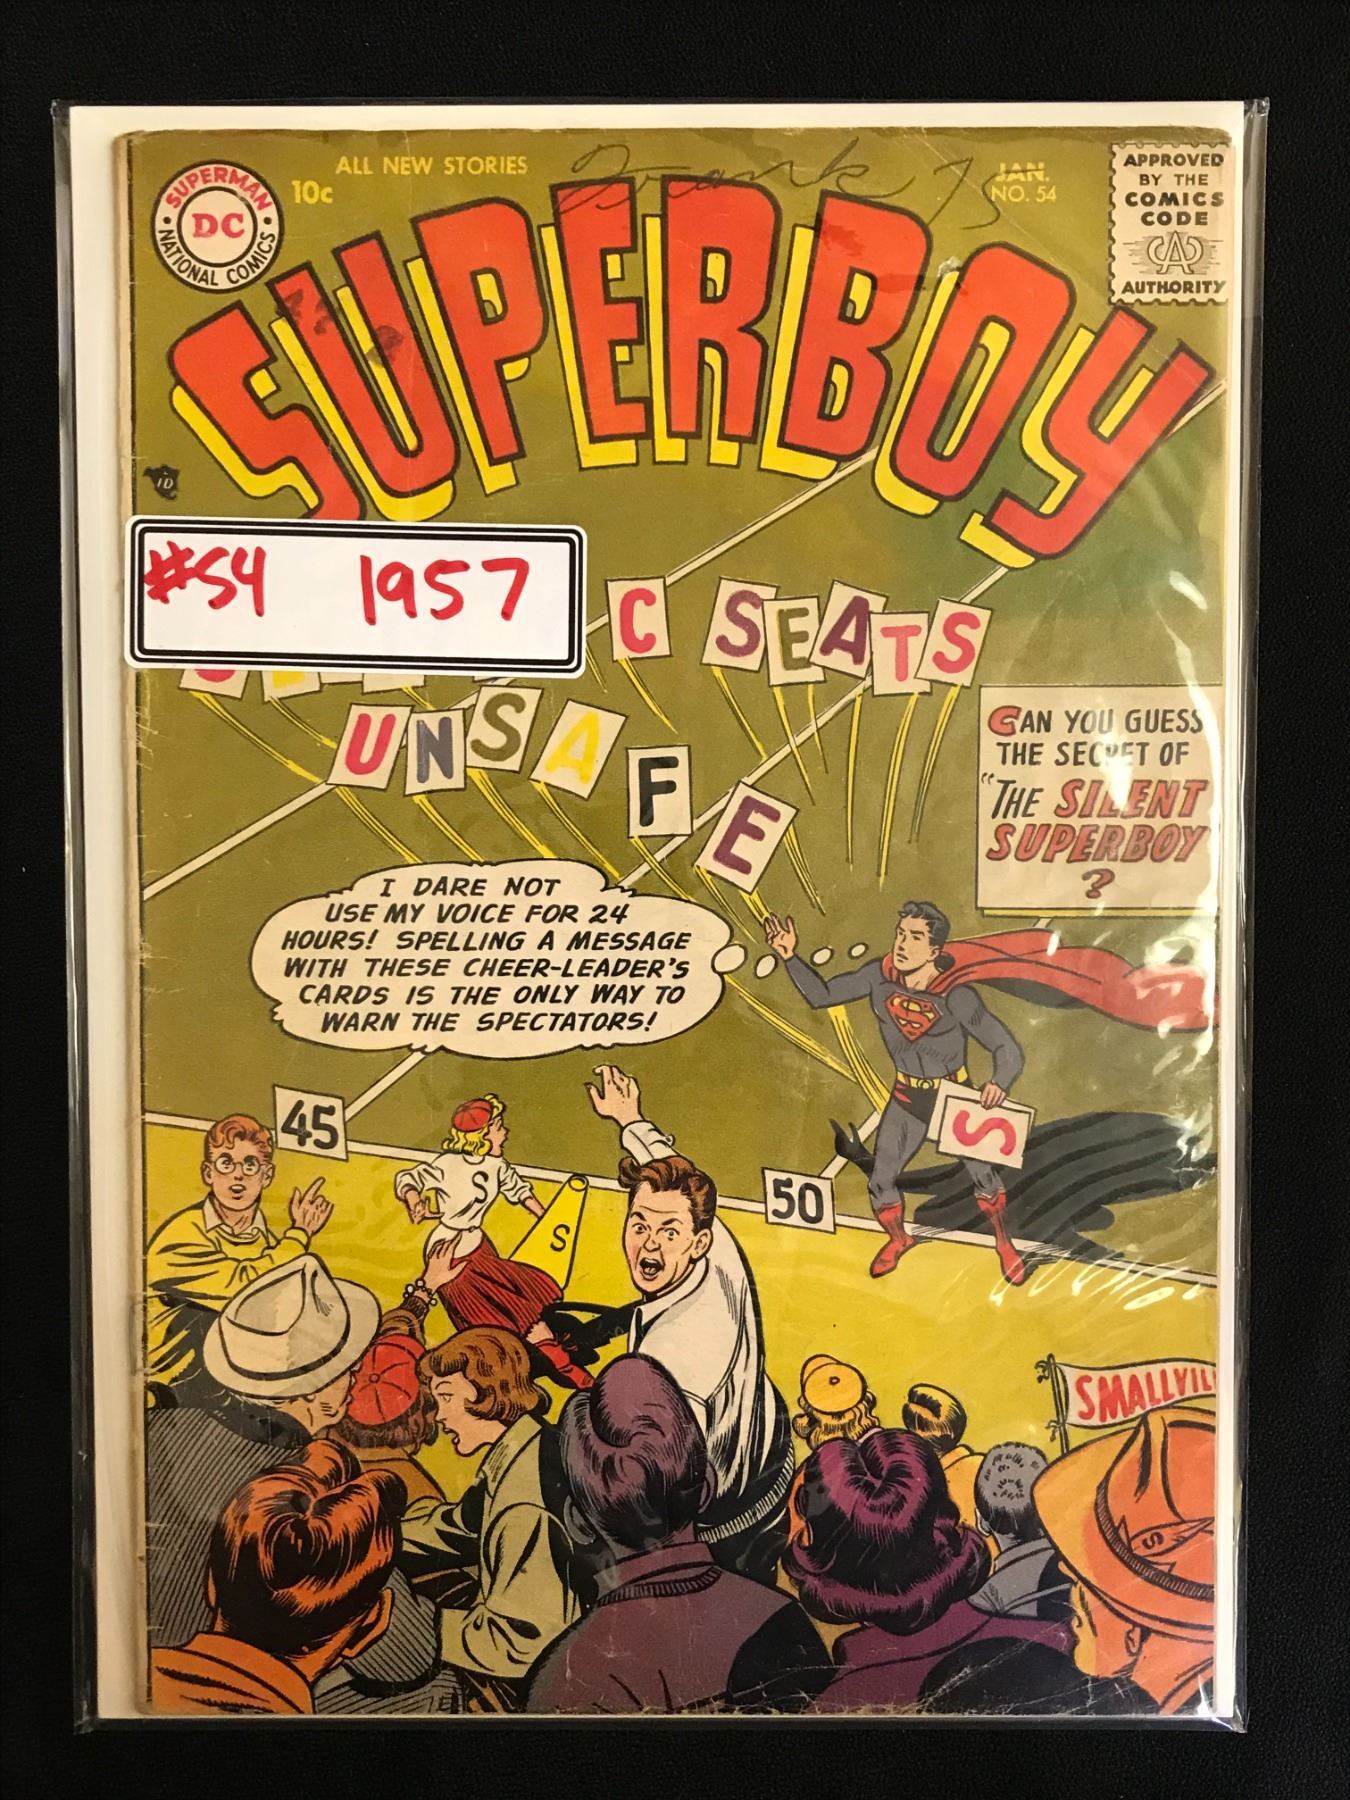 SUPERMAN
DC
NATIONAL COMICS
10c
ALL NEW STORIES
Frank
JAN.
NO. 54
APPROVED
BY THE
COMICS
CODE
CA
AUTHORITY
SUPERBOY
10
#54 1957
C SEATS
UNSAFE
CAN YOU GUESS
THE SECRET OF
"THE SILENT
SUPERBOY
?
I DARE NOT
USE MY VOICE FOR 24
HOURS! SPELLING A MESSAGE
WITH THESE CHEER-LEADER'S
CARDS IS THE ONLY WAY TO
WARN THE SPECTATORS!
S
S
45
S
S
50
SMALLVIL
S